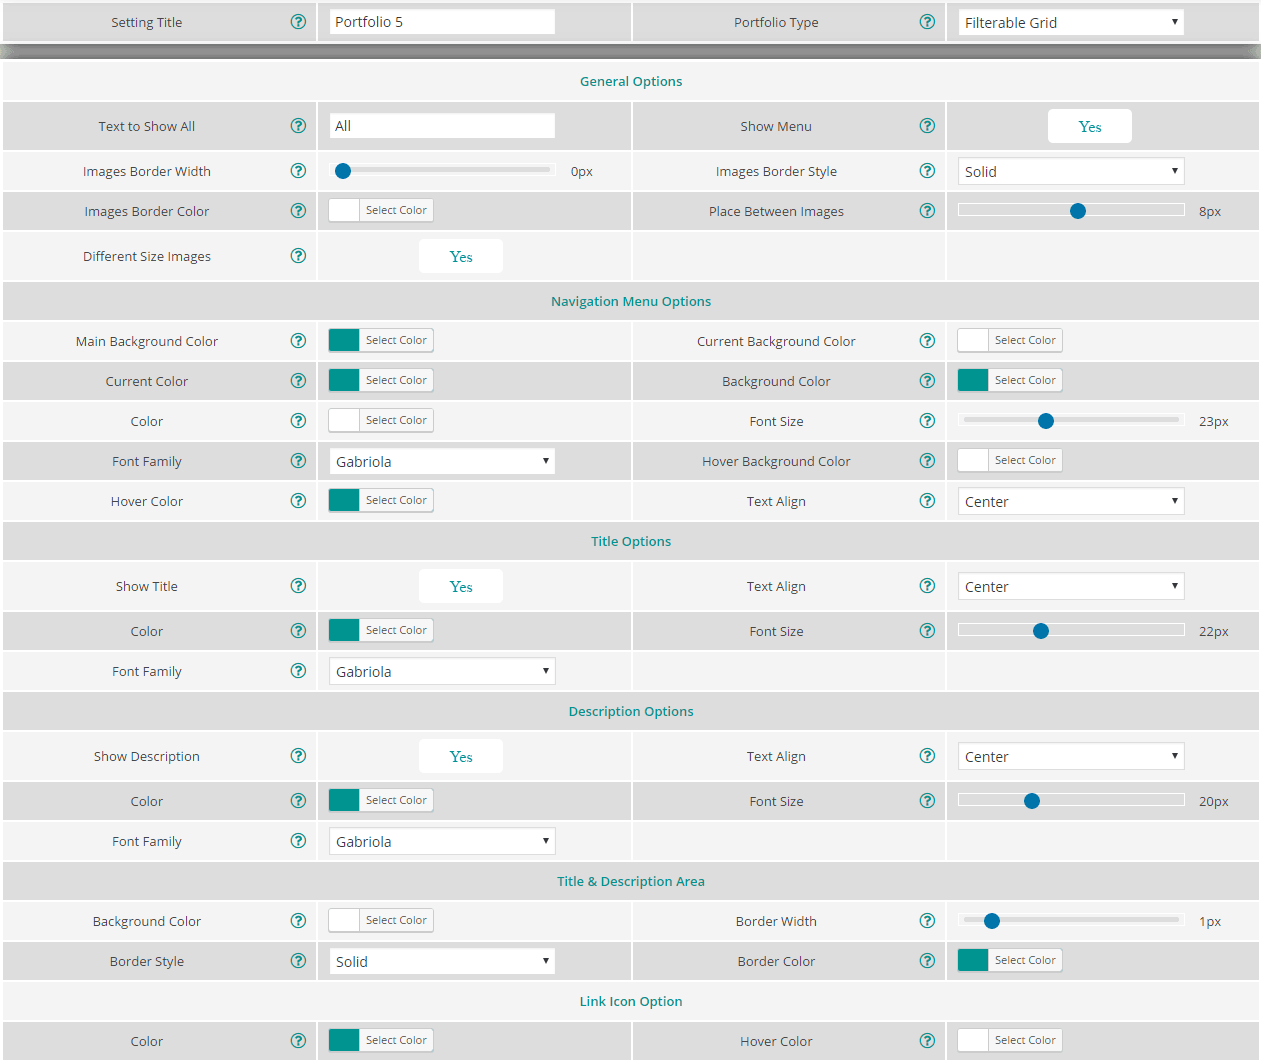 Setting Title Portfolio 5 Portfolio Type Filterable Grid
General Options
Text to Show All All Show Menu Yes
Images Border Width 0px Images Border Style Solid
Images Border Color Select Color Place Between Images 8px
Different Size Images Yes
Navigation Menu Options
Main Background Color Select Color Current Background Color Select Color
Current Color Select Color Background Color Select Color
Color Select Color Font Size 23px
Font Family Gabriola Hover Background Color Select Color
Hover Color Select Color Text Align Center
Title Options
Show Title Yes Text Align Center
Color Select Color Font Size 22px
Font Family Gabriola
Description Options
Show Description Yes Text Align Center
Color Select Color Font Size 20px
Font Family Gabriola
Title & Description Area
Background Color Select Color Border Width 1px
Border Style Solid Border Color Select Color
Link Icon Option
Color Select Color Hover Color Select Color